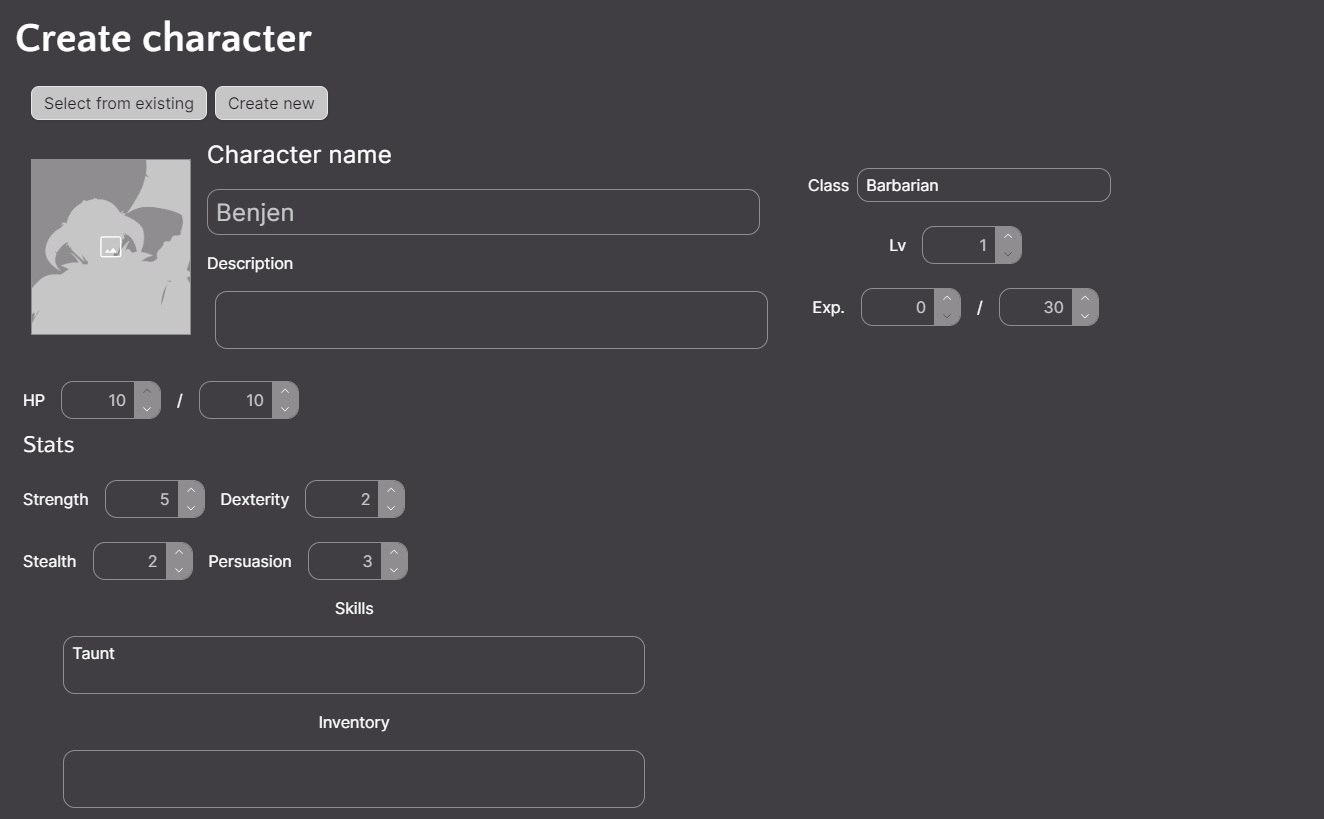 Create character
Select from existing Create new
Character name
Benjen
Description
Class Barbarian
Lv 1
Exp. 0 / 30
HP 10 / 10
Stats
Strength 5 Dexterity 2
Stealth 2 Persuasion 3
Skills
Taunt
Inventory